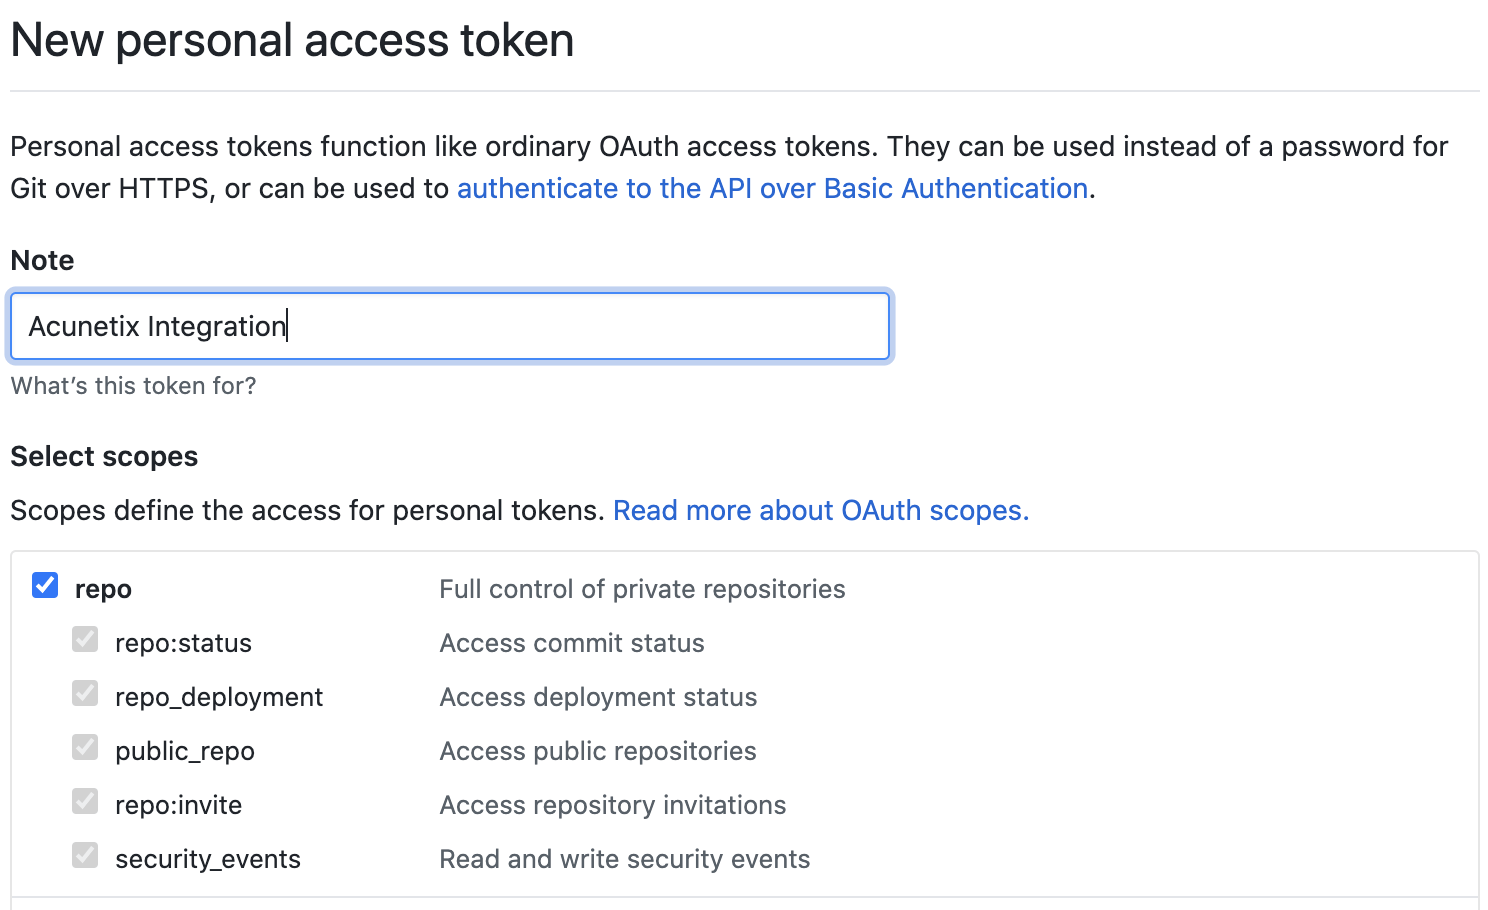 New personal access token
Personal access tokens function like ordinary OAuth access tokens. They can be used instead of a password for
Git over HTTPS, or can be used to authenticate to the API over Basic Authentication.
Note
Acunetix Integration
What’s this token for?
Select scopes
Scopes define the access for personal tokens. Read more about OAuth scopes.
repo Full control of private repositories
repo:status Access commit status
repo_deployment Access deployment status
public_repo Access public repositories
repo:invite Access repository invitations
security_events Read and write security events